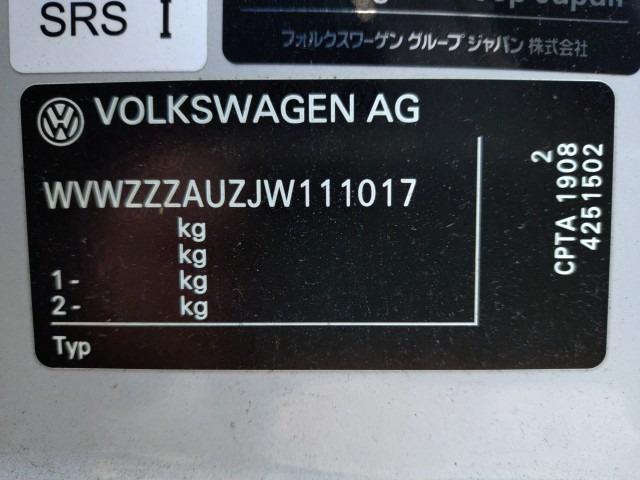 SRS I
フォルクスワーゲン グループ ジャパン 株式会社
VOLKSWAGEN AG
WVWZZZAUZJW111017
kg
kg
1- kg
2- kg
Typ
2
CPTA 1908
4251502